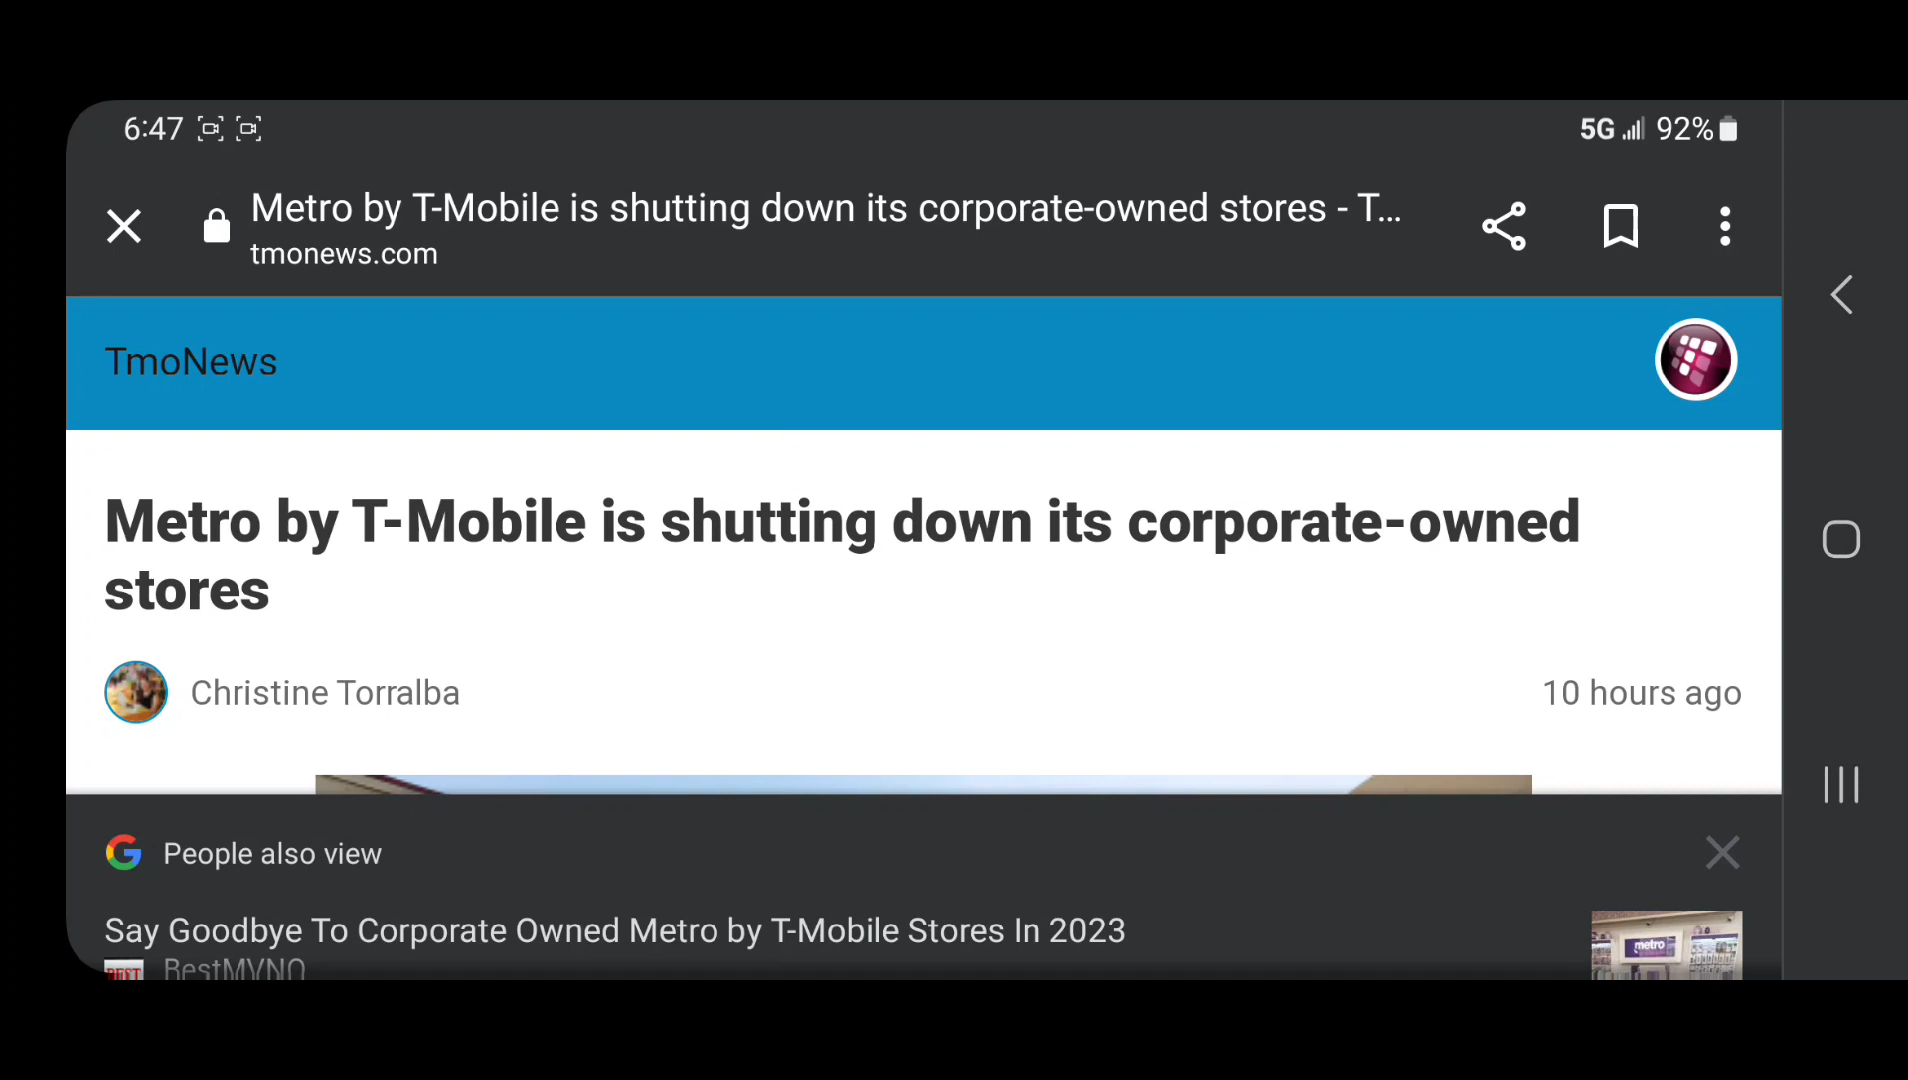 6:47
5G 92%
Metro by T-Mobile is shutting down its corporate-owned stores - T...
tmonews.com
TmoNews
Metro by T-Mobile is shutting down its corporate-owned
stores
Christine Torralba
10 hours ago
People also view
Say Goodbye To Corporate Owned Metro by T-Mobile Stores In 2023
metro
BEST
BestMVNO